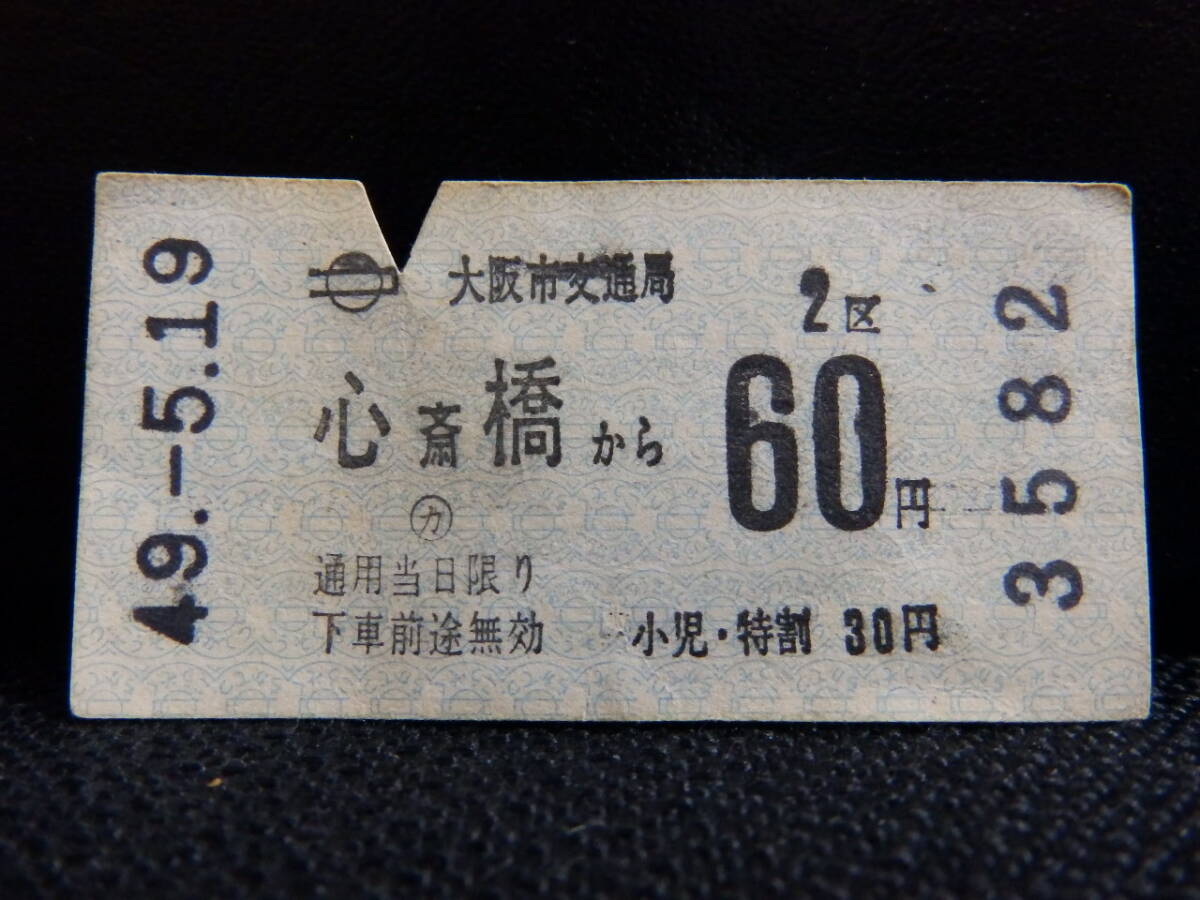 49.-5.19
大阪市交通局
2区
心斎橋から
60円
㋕
通用当日限り
下車前途無効
小児・特割 30円
3582